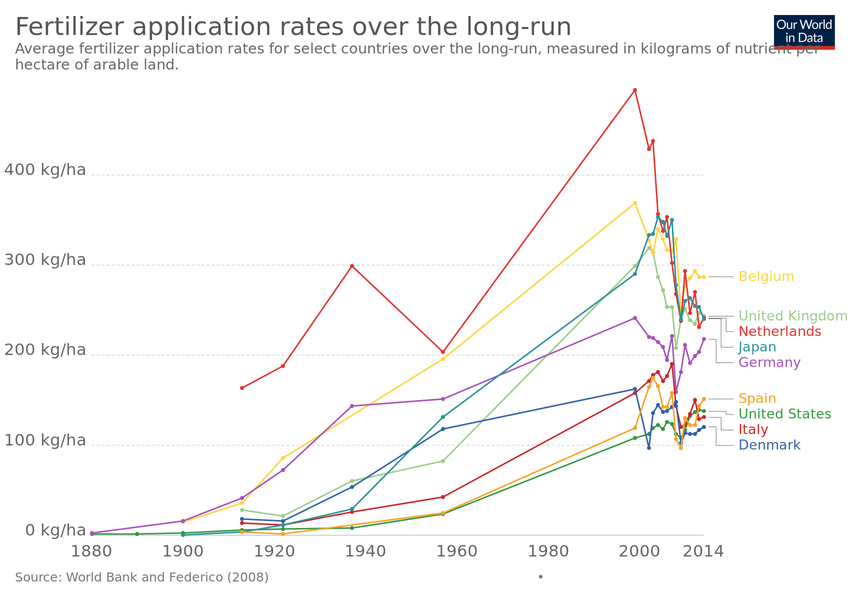 Fertilizer application rates over the long-run
Our World
in Data
Average fertilizer application rates for select countries over the long-run, measured in kilograms of nutrient per
hectare of arable land.
400 kg/ha
300 kg/ha
200 kg/ha
100 kg/ha
0 kg/ha
Belgium
United Kingdom
Netherlands
Japan
Germany
Spain
United States
Italy
Denmark
1880 1900 1920 1940 1960 1980 2000 2014
Source: World Bank and Federico (2008)
•